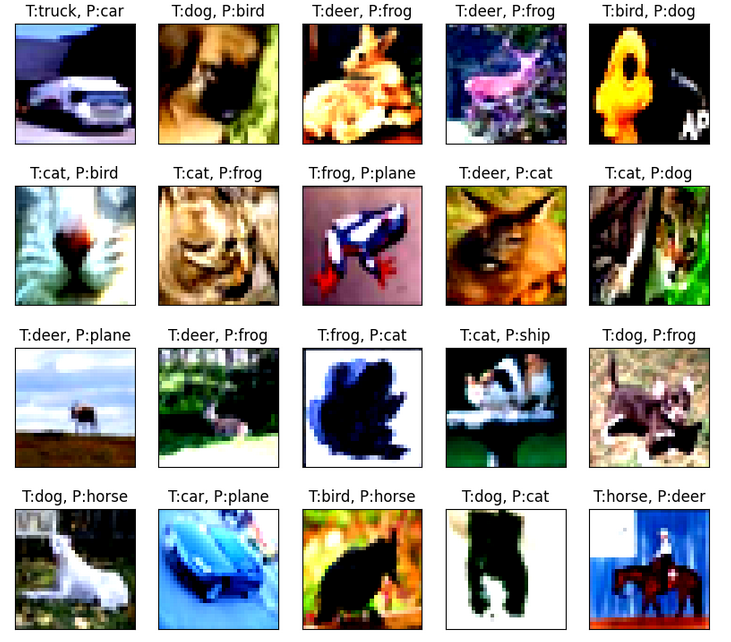 T:truck, P:car
T:dog, P:bird
T:deer, P:frog
T:deer, P:frog
T:bird, P:dog
T:cat, P:bird
T:cat, P:frog
T:frog, P:plane
T:deer, P:cat
T:cat, P:dog
T:deer, P:plane
T:deer, P:frog
T:frog, P:cat
T:cat, P:ship
T:dog, P:frog
T:dog, P:horse
T:car, P:plane
T:bird, P:horse
T:dog, P:cat
T:horse, P:deer